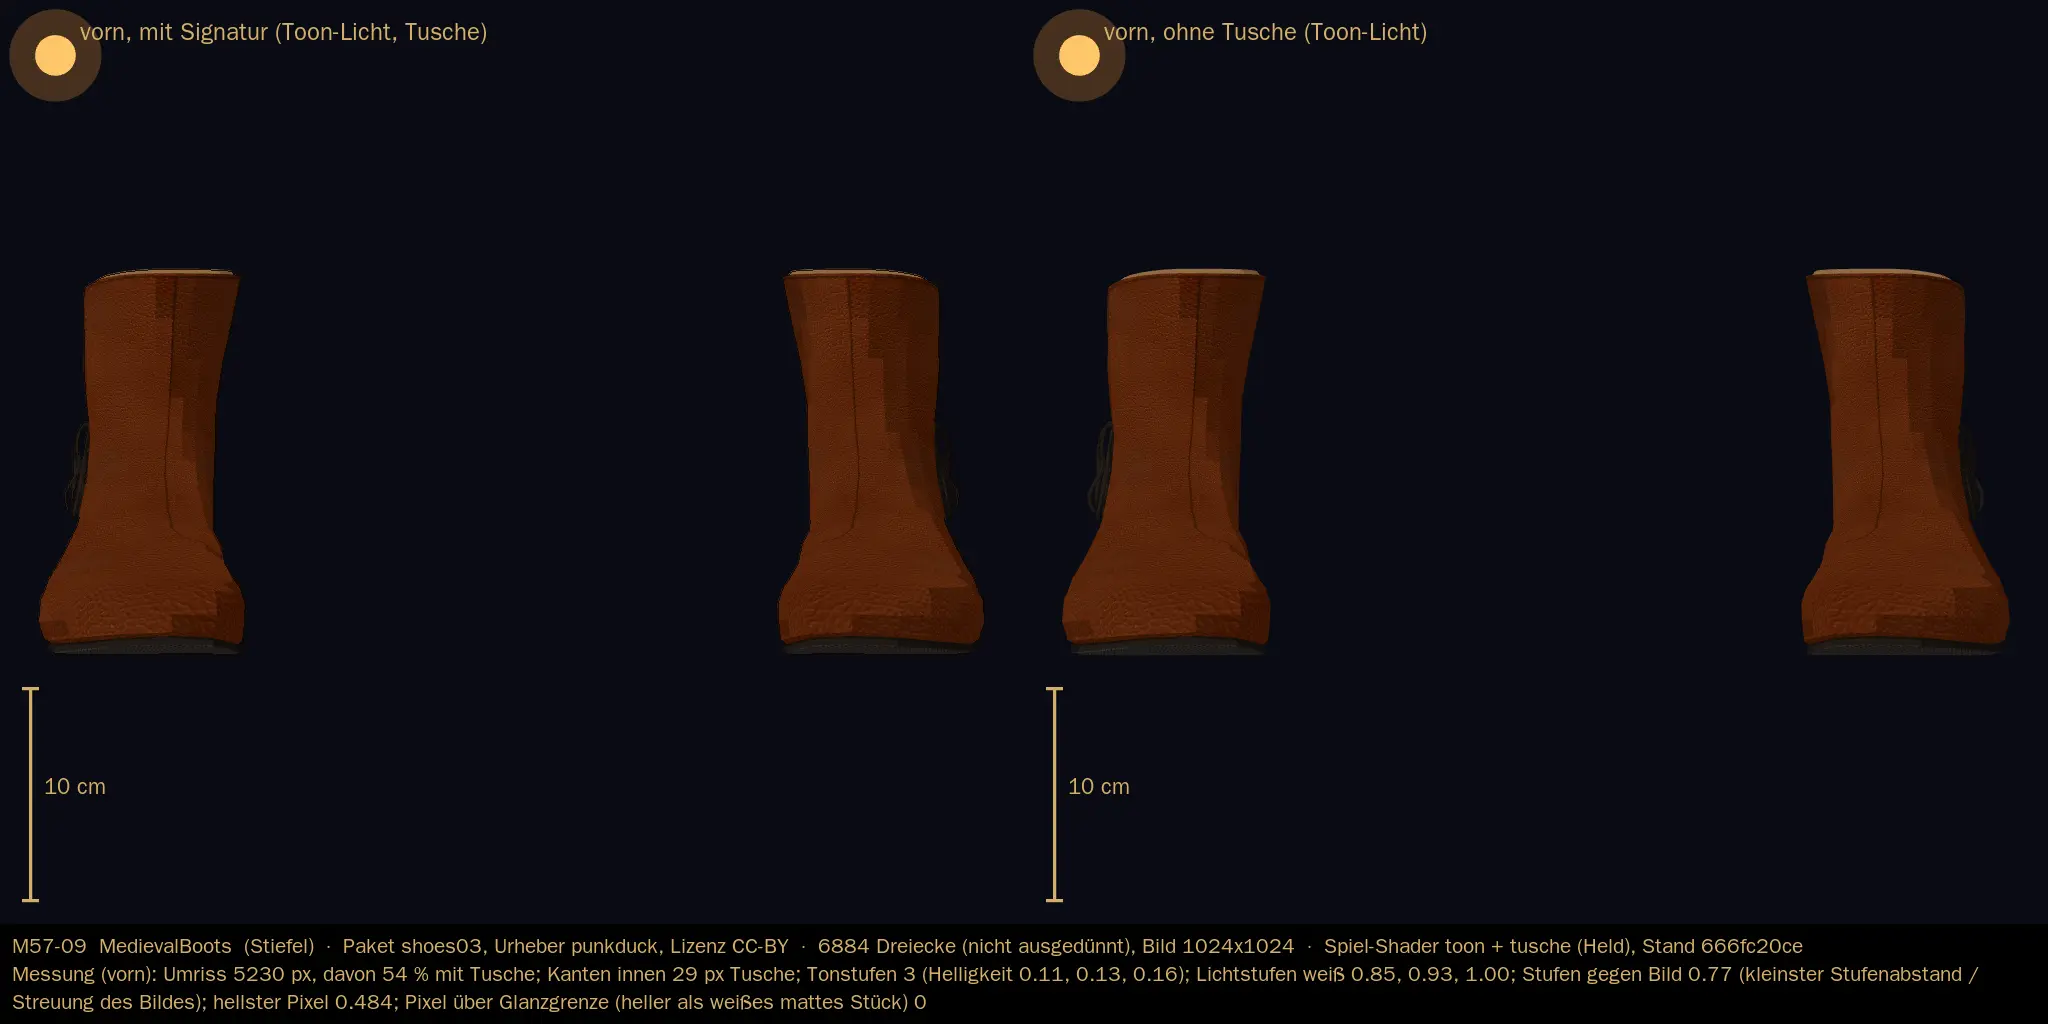 vorn, mit Signatur (Toon-Licht, Tusche)
vorn, ohne Tusche (Toon-Licht)
10 cm
10 cm
M57-09 MedievalBoots (Stiefel) · Paket shoes03, Urheber punkduck, Lizenz CC-BY · 6884 Dreiecke (nicht ausgedünnt), Bild 1024x1024 · Spiel-Shader toon + tusche (Held), Stand 666fc20ce
Messung (vorn): Umriss 5230 px, davon 54 % mit Tusche; Kanten innen 29 px Tusche; Tonstufen 3 (Helligkeit 0.11, 0.13, 0.16); Lichtstufen weiß 0.85, 0.93, 1.00; Stufen gegen Bild 0.77 (kleinster Stufenabstand /
Streuung des Bildes); hellster Pixel 0.484; Pixel über Glanzgrenze (heller als weißes mattes Stück) 0